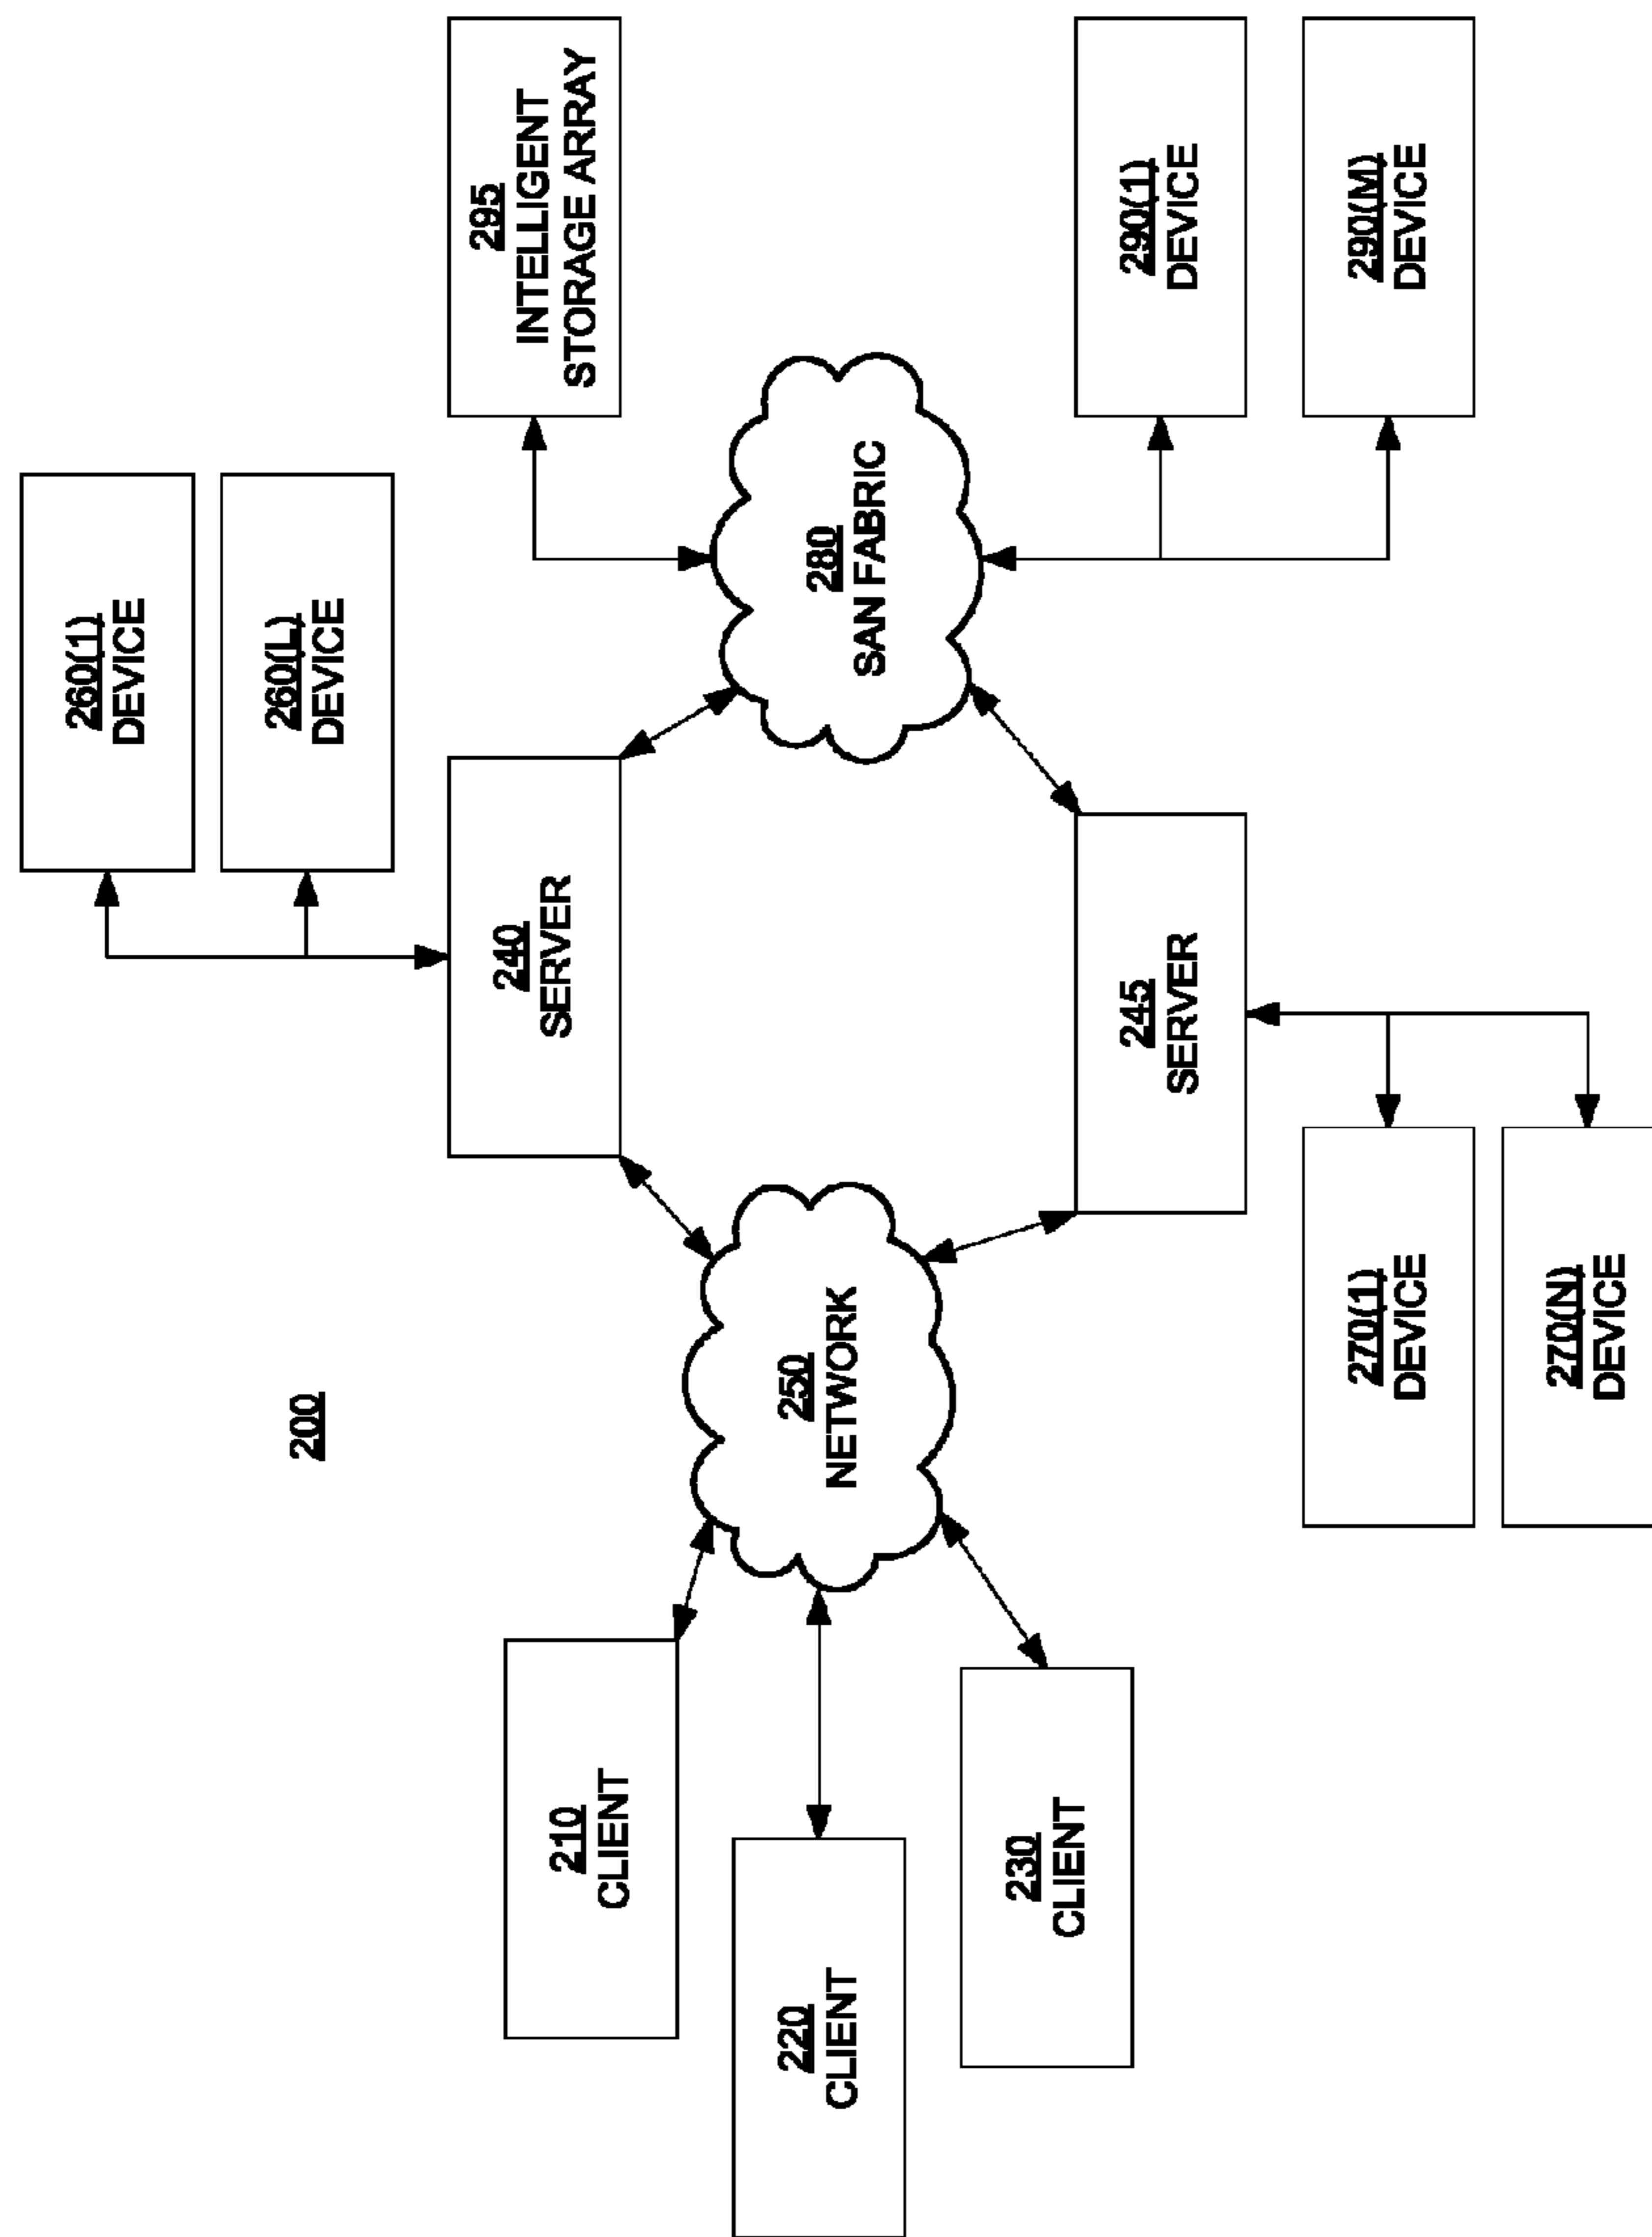 200
260(1)
DEVICE
260(L)
DEVICE
240
SERVER
295
INTELLIGENT
STORAGE ARRAY
210
CLIENT
220
CLIENT
230
CLIENT
250
NETWORK
280
SAN FABRIC
245
SERVER
290(1)
DEVICE
290(M)
DEVICE
270(1)
DEVICE
270(N)
DEVICE